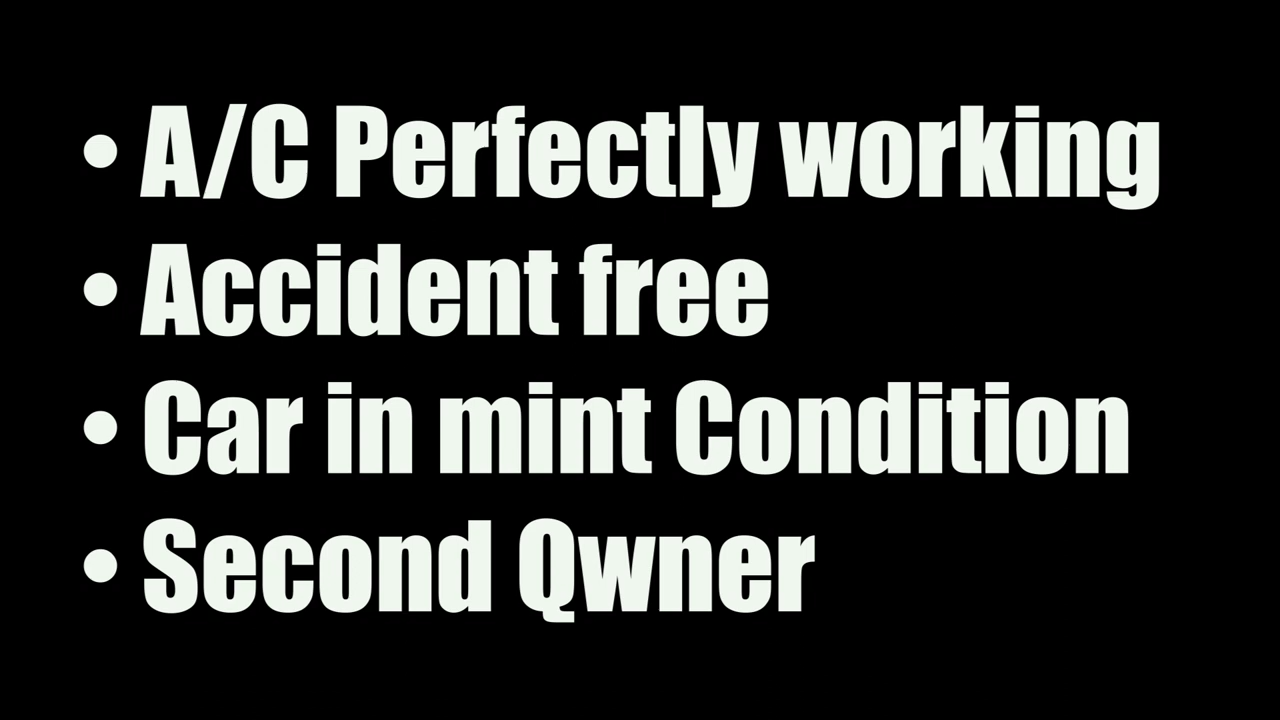 • A/C Perfectly working
• Accident free
• Car in mint Condition
• Second Qwner